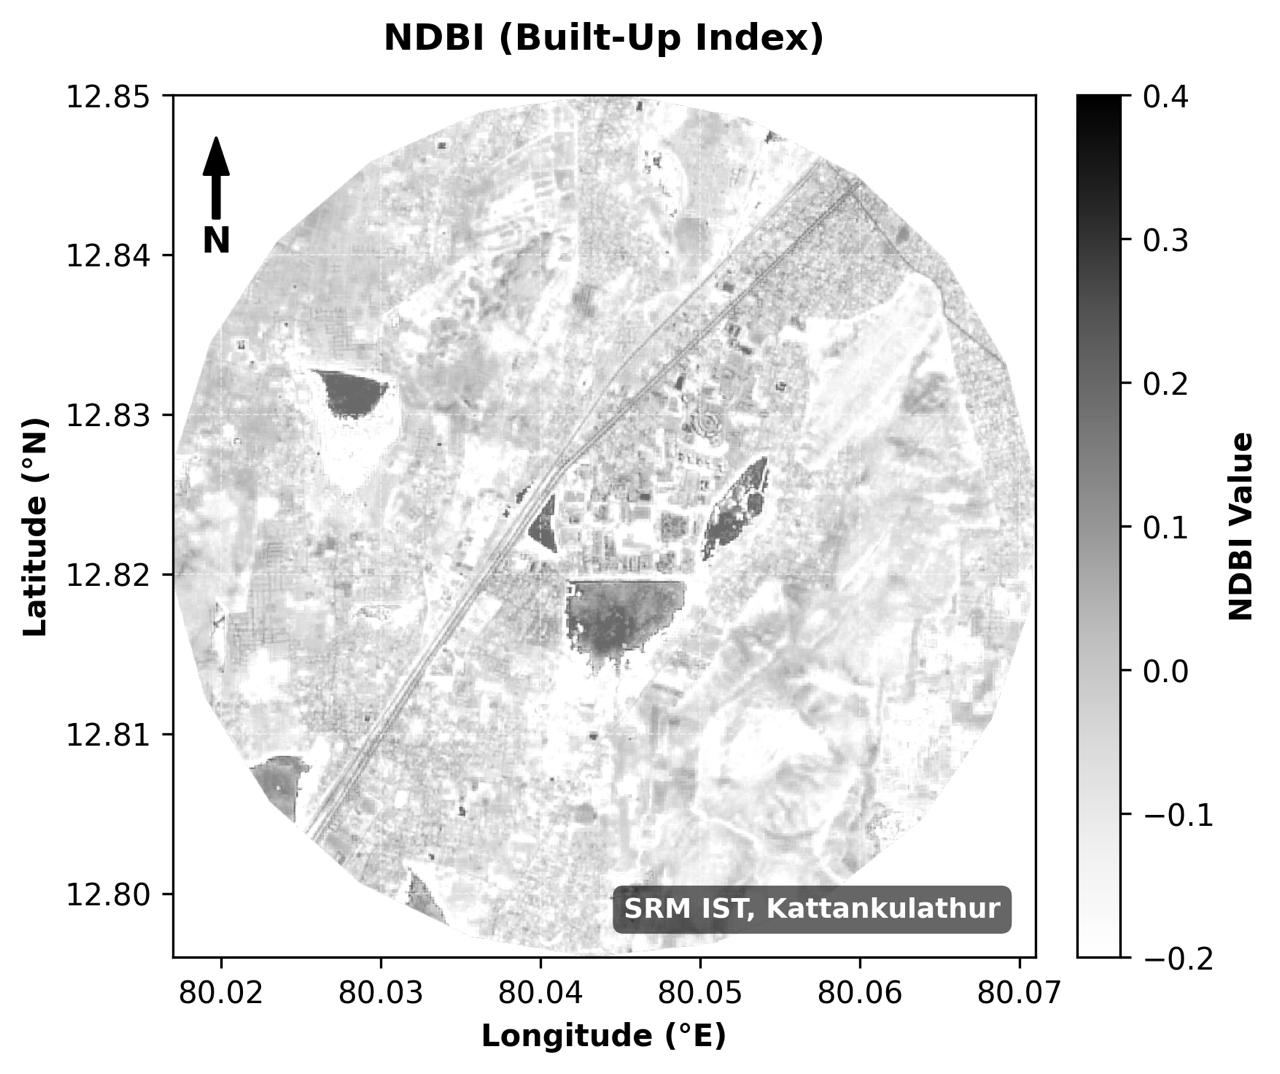 NDBI (Built-Up Index)
12.85
12.84
12.83
12.82
12.81
12.80
Latitude (°N)
N
SRM IST, Kattankulathur
80.02 80.03 80.04 80.05 80.06 80.07
Longitude (°E)
0.4
0.3
0.2
0.1
0.0
−0.1
−0.2
NDBI Value